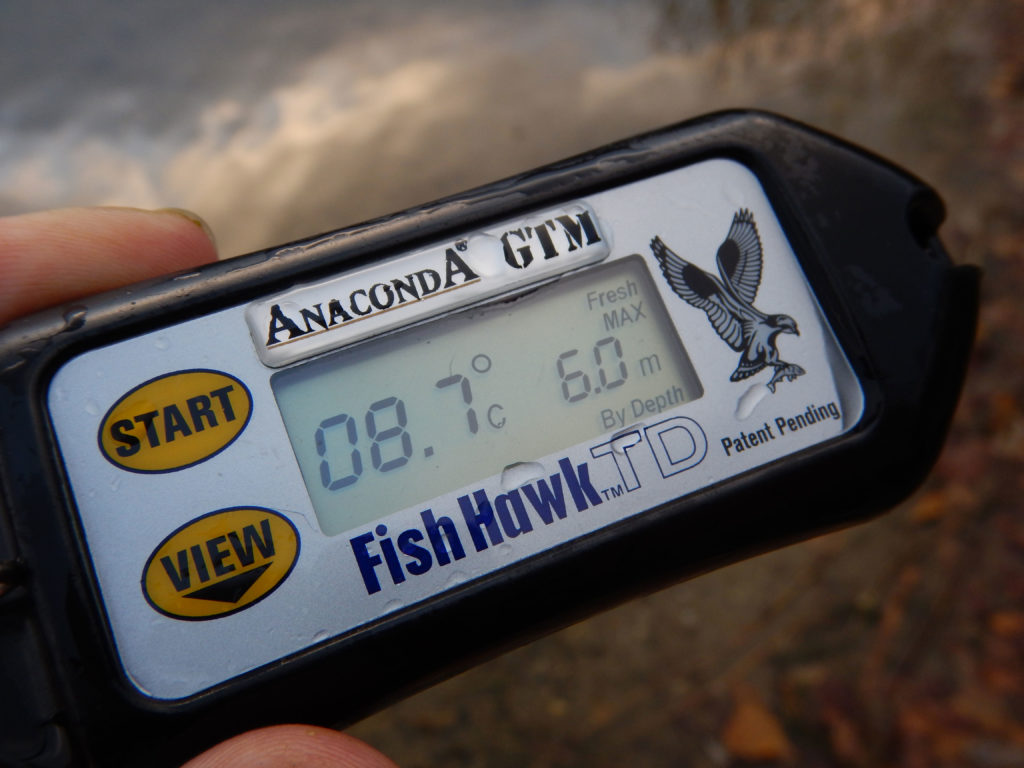 ANACONDA® GTM
START
Fresh
MAX
08.7°C 6.0 m
By Depth
VIEW
Fish Hawk™ TD
Patent Pending